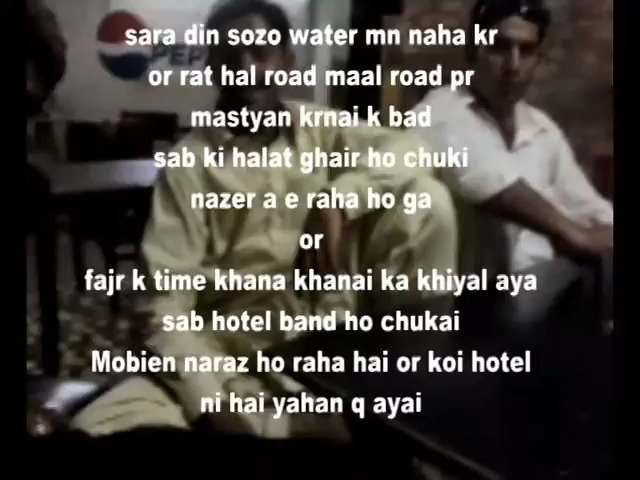 PEPS
sara din sozo water mn naha kr
or rat hal road maal road pr
mastyan krnai k bad
sab ki halat ghair ho chuki
nazer a e raha ho ga
or
fajr k time khana khanai ka khiyal aya
sab hotel band ho chukai
Mobien naraz ho raha hai or koi hotel
ni hai yahan q ayai